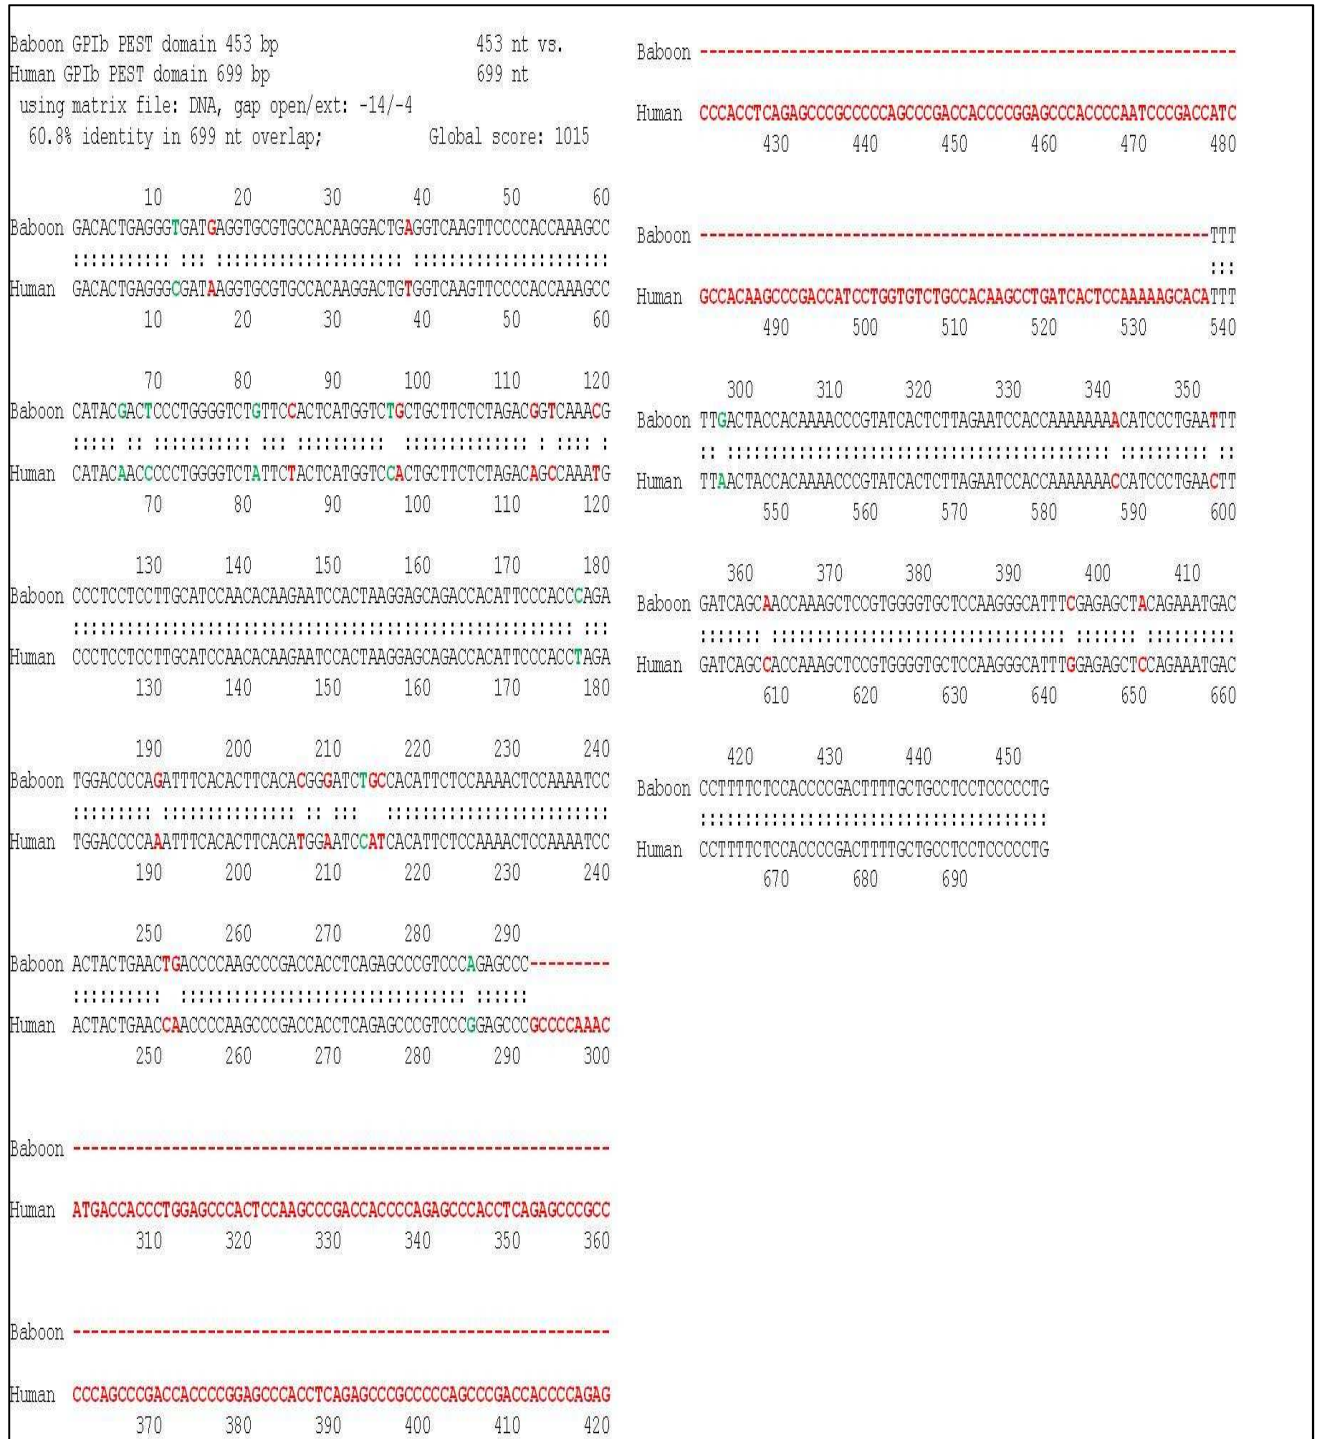 Baboon GPIb PEST domain 453 bp 453 nt vs.
Human GPIb PEST domain 699 bp 699 nt
using matrix file: DNA, gap open/ext: -14/-4
60.8% identity in 699 nt overlap; Global score: 1015
10 20 30 40 50 60
Baboon GACACTGAGGGTGATGAGGTGCGTGCCACAAGGACTGAGGTCAAGTTCCCCACCAAAGCC
Human GACACTGAGGGCGATAAGGTGCGTGCCACAAGGACTGTGGTCAAGTTCCCCACCAAAGCC
10 20 30 40 50 60
70 80 90 100 110 120
Baboon CATACGACTCCCTGGGGTCTGTTCCACTCATGGTCTGCTGCTTCTCTAGACGGTCAAACG
Human CATACAACCCCCTGGGGTCTATTCTACTCATGGTCCACTGCTTCTCTAGACAGCCAAATG
70 80 90 100 110 120
130 140 150 160 170 180
Baboon CCCTCCTCCTTGCATCCAACACAAGAATCCACTAAGGAGCAGACCACATTCCCACCCAGA
Human CCCTCCTCCTTGCATCCAACACAAGAATCCACTAAGGAGCAGACCACATTCCCACCTAGA
130 140 150 160 170 180
190 200 210 220 230 240
Baboon TGGACCCCAGATTTCACACTTCACACGGGATCTGCCACATTCTCCAAAACTCCAAAATCC
Human TGGACCCCAAATTTCACACTTCACATGGAATCCATCACATTCTCCAAAACTCCAAAATCC
190 200 210 220 230 240
250 260 270 280 290
Baboon ACTACTGAACTGACCCCAAGCCCGACCACCTCAGAGCCCGTCCCAGAGCCC---------
Human ACTACTGAACCAACCCCAAGCCCGACCACCTCAGAGCCCGTCCCGGAGCCCGCCCCAAAC
250 260 270 280 290 300
Baboon ------------------------------------------------------------
Human ATGACCACCCTGGAGCCCACTCCAAGCCCGACCACCCCAGAGCCCACCTCAGAGCCCGCC
310 320 330 340 350 360
Baboon ------------------------------------------------------------
Human CCCAGCCCGACCACCCCGGAGCCCACCTCAGAGCCCGCCCCCAGCCCGACCACCCCAGAG
370 380 390 400 410 420
Baboon ------------------------------------------------------------
Human CCCACCTCAGAGCCCGCCCCCAGCCCGACCACCCCGGAGCCCACCCCAATCCCGACCATC
430 440 450 460 470 480
Baboon ---------------------------------------------------------TTT
Human GCCACAAGCCCGACCATCCTGGTGTCTGCCACAAGCCTGATCACTCCAAAAAGCACATTT
490 500 510 520 530 540
300 310 320 330 340 350
Baboon TTGACTACCACAAAACCCGTATCACTCTTAGAATCCACCAAAAAAACATCCCTGAATTT
Human TTAACTACCACAAAACCCGTATCACTCTTAGAATCCACCAAAAAAACCATCCCTGAACTT
550 560 570 580 590 600
360 370 380 390 400 410
Baboon GATCAGCAACCAAAGCTCCGTGGGGTGCTCCAAGGGCATTTCGAGAGCTACAGAAATGAC
Human GATCAGCCACCAAAGCTCCGTGGGGTGCTCCAAGGGCATTTGGAGAGCTCCAGAAATGAC
610 620 630 640 650 660
420 430 440 450
Baboon CCTTTTCTCCACCCCGACTTTTGCTGCCTCCTCCCCCTG
Human CCTTTTCTCCACCCCGACTTTTGCTGCCTCCTCCCCCTG
670 680 690